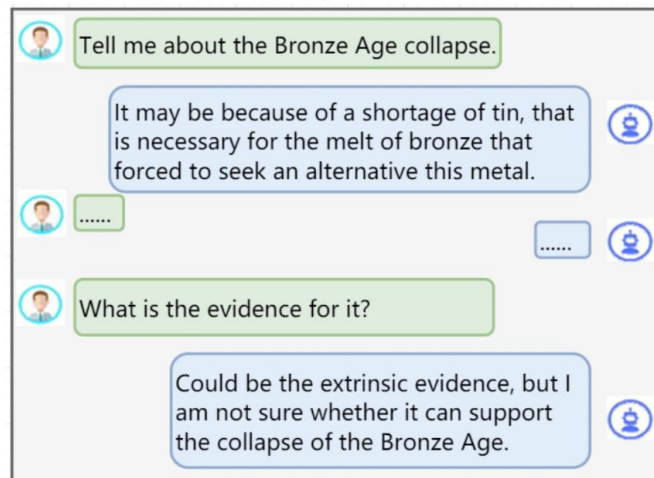 Tell me about the Bronze Age collapse.
It may be because of a shortage of tin, that
is necessary for the melt of bronze that
forced to seek an alternative this metal.
......
......
What is the evidence for it?
Could be the extrinsic evidence, but I
am not sure whether it can support
the collapse of the Bronze Age.